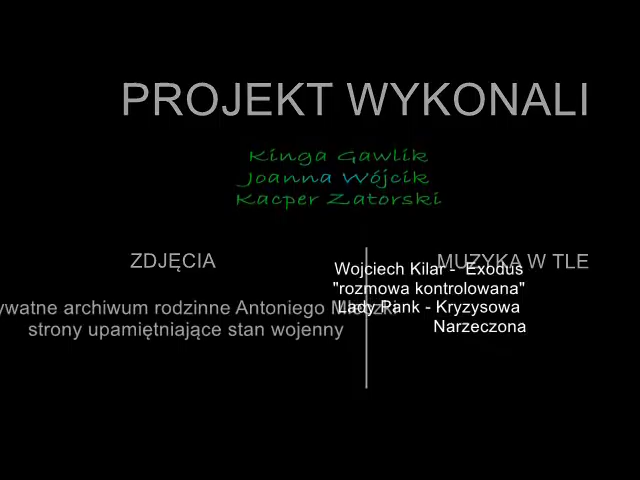 PROJEKT WYKONALI
Kinga Gawlik
Joanna Wójcik
Kacper Zatorski
ZDJĘCIA
MUZYKA W TLE
Wojciech Kilar - Exodus
"rozmowa kontrolowana"
ywatne archiwum rodzinne Antoniego
strony upamiętniające stan wojenny
Lady Pank - Kryzysowa
Narzeczona